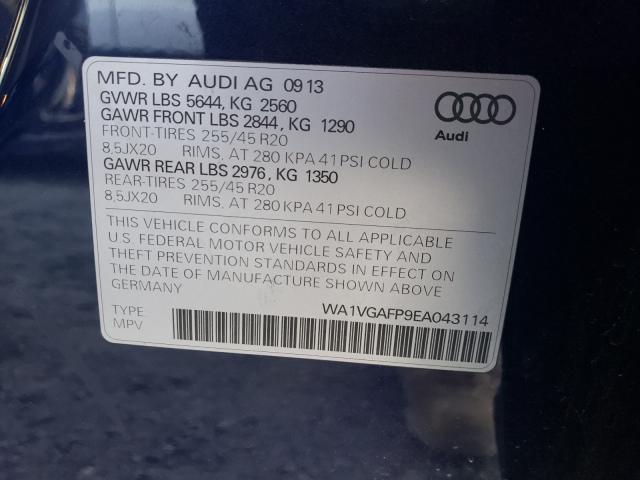 MFD. BY AUDI AG 09 13
GVWR LBS 5644, KG 2560
GAWR FRONT LBS 2844, KG 1290
FRONT-TIRES 255/45 R20
8,5JX20 RIMS, AT 280 KPA 41 PSI COLD
GAWR REAR LBS 2976, KG 1350
REAR-TIRES 255/45 R20
8,5JX20 RIMS, AT 280 KPA 41 PSI COLD
Audi
THIS VEHICLE CONFORMS TO ALL APPLICABLE
U.S. FEDERAL MOTOR VEHICLE SAFETY AND
THEFT PREVENTION STANDARDS IN EFFECT ON
THE DATE OF MANUFACTURE SHOWN ABOVE
GERMANY
WA1VGAFP9EA043114
TYPE
MPV